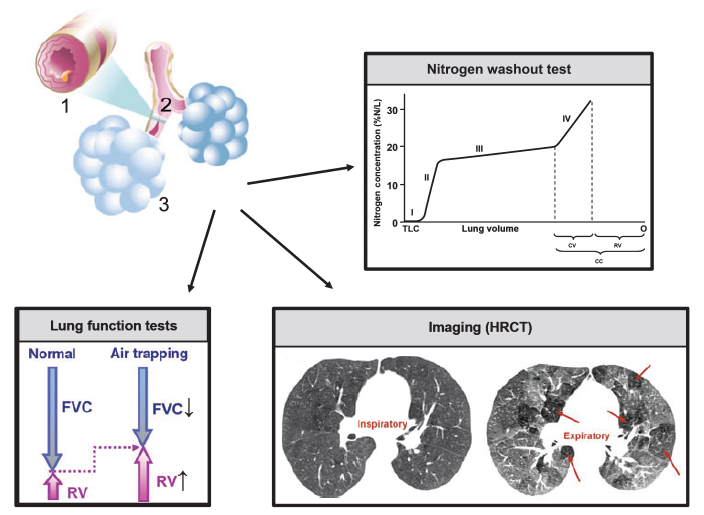 1
2
3
Nitrogen washout test
Nitrogen concentration (%N/L)
30
20
10
0
I
II
III
IV
TLC
Lung volume
O
CV
RV
CC
Lung function tests
Normal
Air trapping
FVC
FVC↓
RV
RV↑
Imaging (HRCT)
Inspiratory
Expiratory